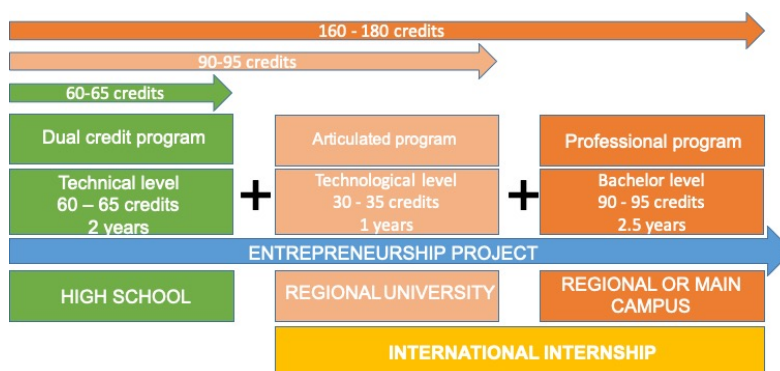 160 - 180 credits
90-95 credits
60-65 credits
Dual credit program
Articulated program
Professional program
Technical level
60 – 65 credits
2 years
Technological level
30 - 35 credits
1 years
Bachelor level
90 - 95 credits
2.5 years
ENTREPRENEURSHIP PROJECT
HIGH SCHOOL
REGIONAL UNIVERSITY
REGIONAL OR MAIN
CAMPUS
INTERNATIONAL INTERNSHIP